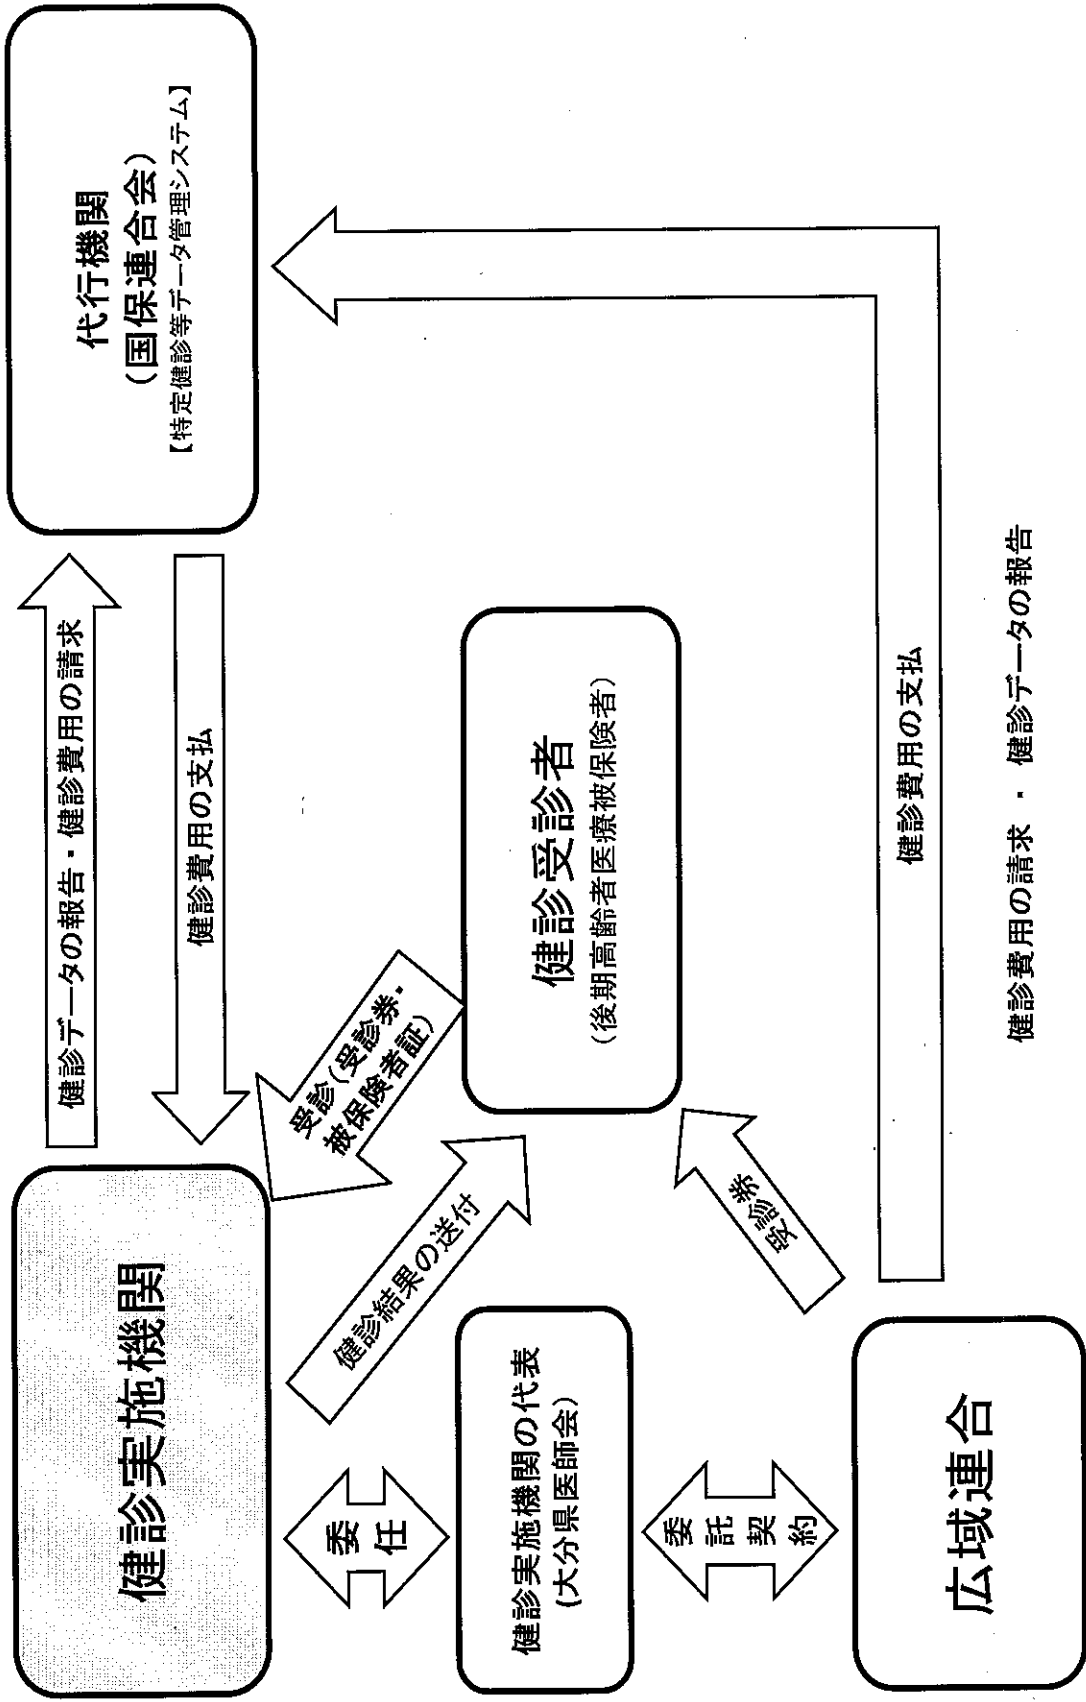 健診実施機関
健診データの報告・健診費用の請求
健診費用の支払
代行機関
(国保連合会)
【特定健診等データ管理システム】
委
任
健診結果の送付
受診(受診券・
被保険者証)
健診実施機関の代表
(大分県医師会)
健診受診者
(後期高齢者医療被保険者)
委
託
契
約
受診券
広域連合
健診費用の支払
健診費用の請求 ・ 健診データの報告